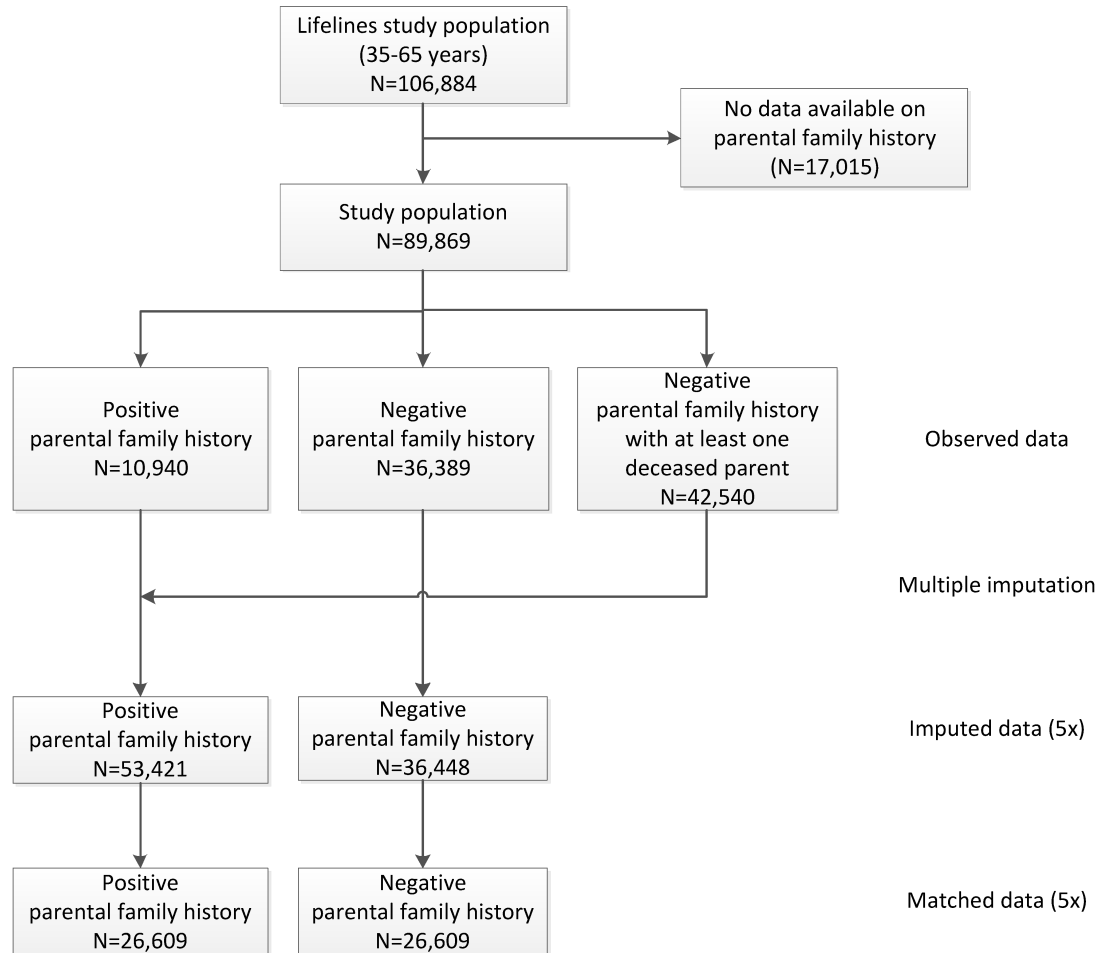 Lifelines study population
(35-65 years)
N=106,884
No data available on
parental family history
(N=17,015)
Study population
N=89,869
Positive
parental family history
N=10,940
Negative
parental family history
N=36,389
Negative
parental family history
with at least one
deceased parent
N=42,540
Observed data
Multiple imputation
Positive
parental family history
N=53,421
Negative
parental family history
N=36,448
Imputed data (5x)
Positive
parental family history
N=26,609
Negative
parental family history
N=26,609
Matched data (5x)